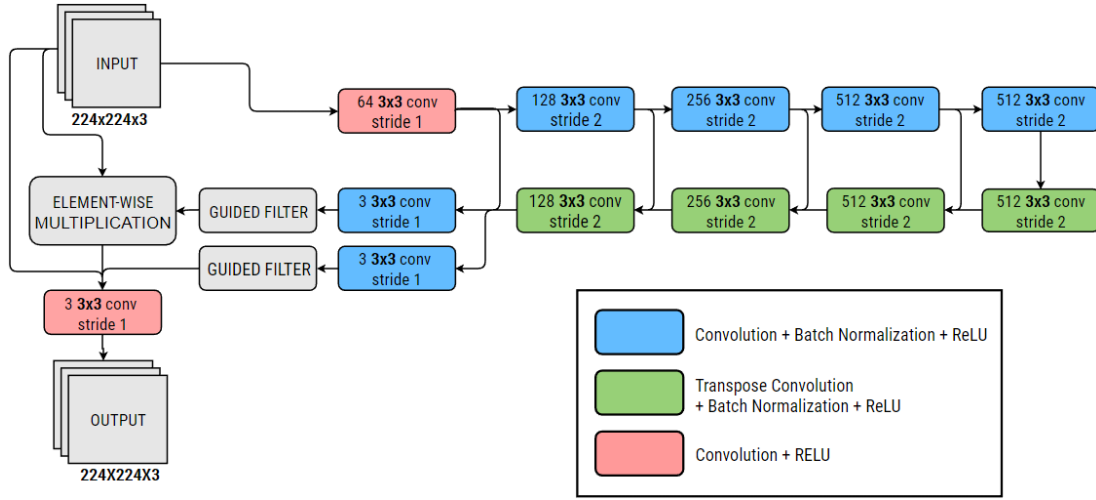 INPUT
224x224x3
64 3x3 conv
stride 1
128 3x3 conv
stride 2
256 3x3 conv
stride 2
512 3x3 conv
stride 2
512 3x3 conv
stride 2
ELEMENT-WISE
MULTIPLICATION
GUIDED FILTER
3 3x3 conv
stride 1
128 3x3 conv
stride 2
256 3x3 conv
stride 2
512 3x3 conv
stride 2
512 3x3 conv
stride 2
GUIDED FILTER
3 3x3 conv
stride 1
3 3x3 conv
stride 1
OUTPUT
224X224X3
Convolution + Batch Normalization + ReLU
Transpose Convolution
+ Batch Normalization + ReLU
Convolution + RELU